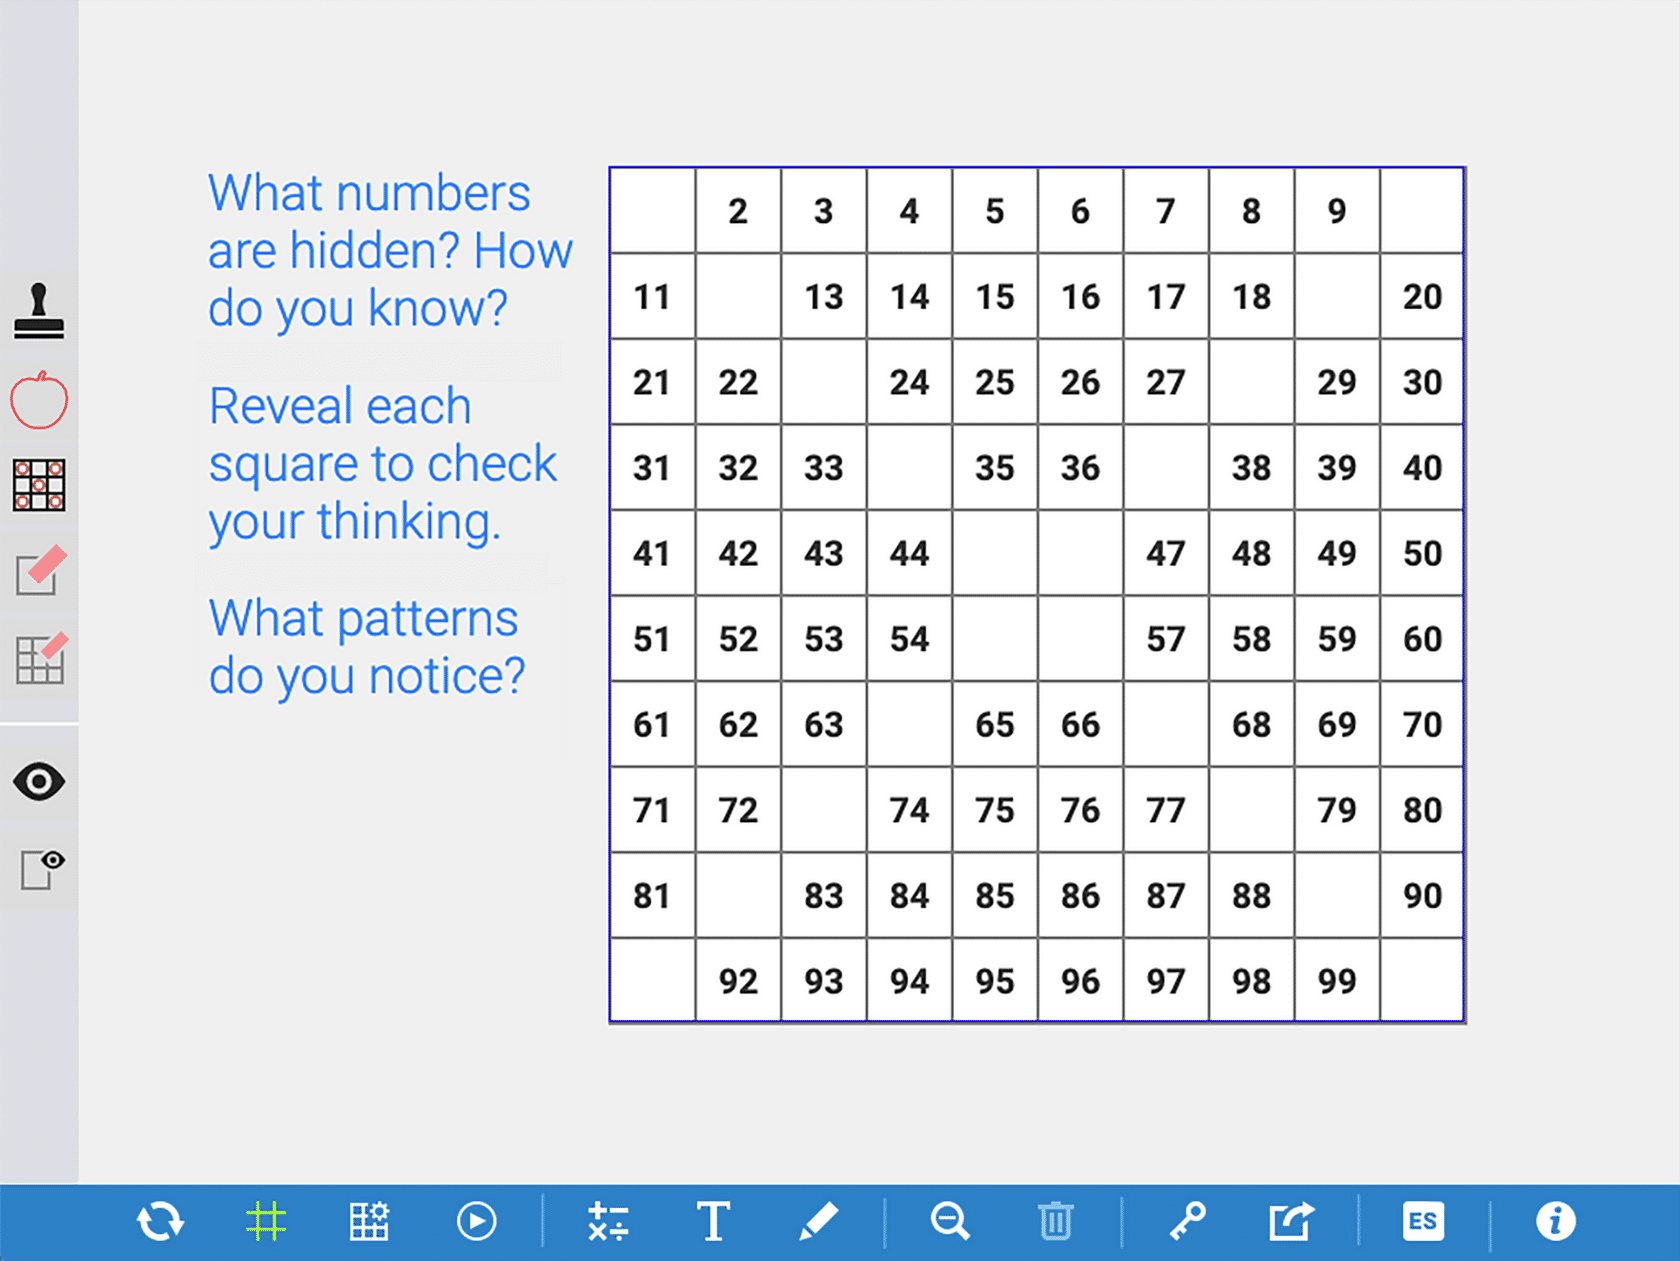 What numbers
are hidden? How
do you know?
Reveal each
square to check
your thinking.
What patterns
do you notice?
2 3 4 5 6 7 8 9
11 13 14 15 16 17 18 20
21 22 24 25 26 27 29 30
31 32 33 35 36 38 39 40
41 42 43 44 47 48 49 50
51 52 53 54 57 58 59 60
61 62 63 65 66 68 69 70
71 72 74 75 76 77 79 80
81 83 84 85 86 87 88 90
92 93 94 95 96 97 98 99
T ES i